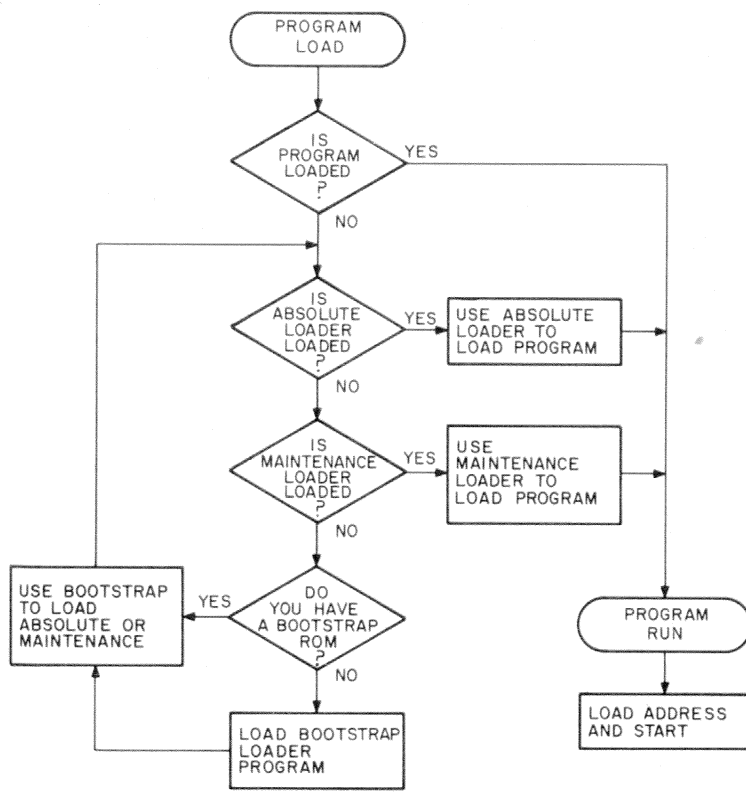 PROGRAM
LOAD
IS
PROGRAM
LOADED
?
YES
NO
IS
ABSOLUTE
LOADER
LOADED
?
YES
USE ABSOLUTE
LOADER TO
LOAD PROGRAM
NO
IS
MAINTENANCE
LOADER
LOADED
?
YES
USE
MAINTENANCE
LOADER TO
LOAD PROGRAM
NO
DO
YOU HAVE
A BOOTSTRAP
ROM
?
YES
USE BOOTSTRAP
TO LOAD
ABSOLUTE OR
MAINTENANCE
NO
LOAD BOOTSTRAP
LOADER
PROGRAM
PROGRAM
RUN
LOAD ADDRESS
AND START